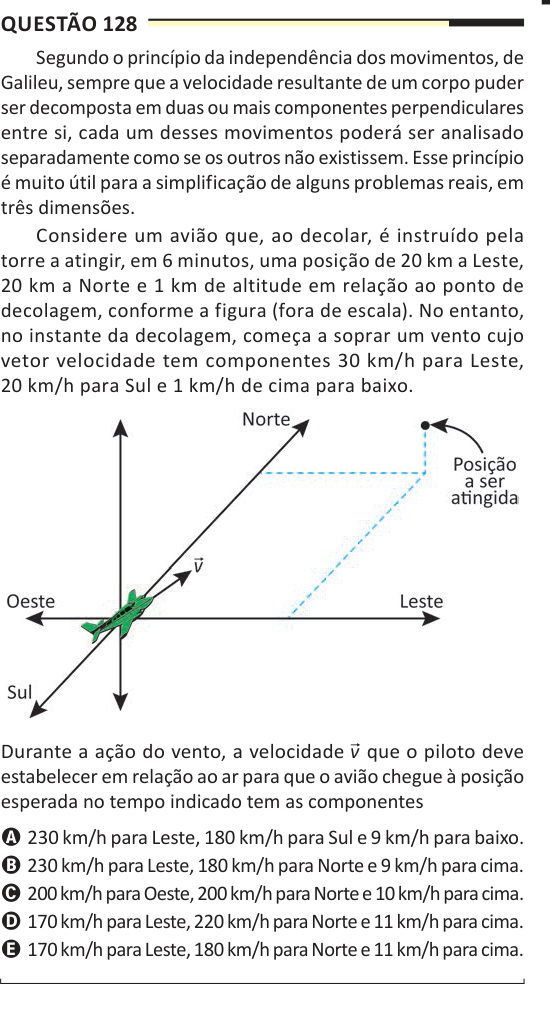 QUESTÃO 128
Segundo o princípio da independência dos movimentos, de
Galileu, sempre que a velocidade resultante de um corpo puder
ser decomposta em duas ou mais componentes perpendiculares
entre si, cada um desses movimentos poderá ser analisado
separadamente como se os outros não existissem. Esse princípio
é muito útil para a simplificação de alguns problemas reais, em
três dimensões.
Considere um avião que, ao decolar, é instruído pela
torre a atingir, em 6 minutos, uma posição de 20 km a Leste,
20 km a Norte e 1 km de altitude em relação ao ponto de
decolagem, conforme a figura (fora de escala). No entanto,
no instante da decolagem, começa a soprar um vento cujo
vetor velocidade tem componentes 30 km/h para Leste,
20 km/h para Sul e 1 km/h de cima para baixo.
Norte
Posição
a ser
atingida
v⃗
Oeste
Leste
Sul
Durante a ação do vento, a velocidade v⃗ que o piloto deve
estabelecer em relação ao ar para que o avião chegue à posição
esperada no tempo indicado tem as componentes
A 230 km/h para Leste, 180 km/h para Sul e 9 km/h para baixo.
B 230 km/h para Leste, 180 km/h para Norte e 9 km/h para cima.
C 200 km/h para Oeste, 200 km/h para Norte e 10 km/h para cima.
D 170 km/h para Leste, 220 km/h para Norte e 11 km/h para cima.
E 170 km/h para Leste, 180 km/h para Norte e 11 km/h para cima.